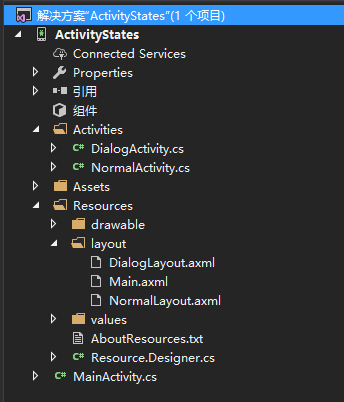 解决方案"ActivityStates"(1 个项目)
ActivityStates
Connected Services
Properties
引用
组件
Activities
C# DialogActivity.cs
C# NormalActivity.cs
Assets
Resources
drawable
layout
DialogLayout.axml
Main.axml
NormalLayout.axml
values
AboutResources.txt
C# Resource.Designer.cs
C# MainActivity.cs